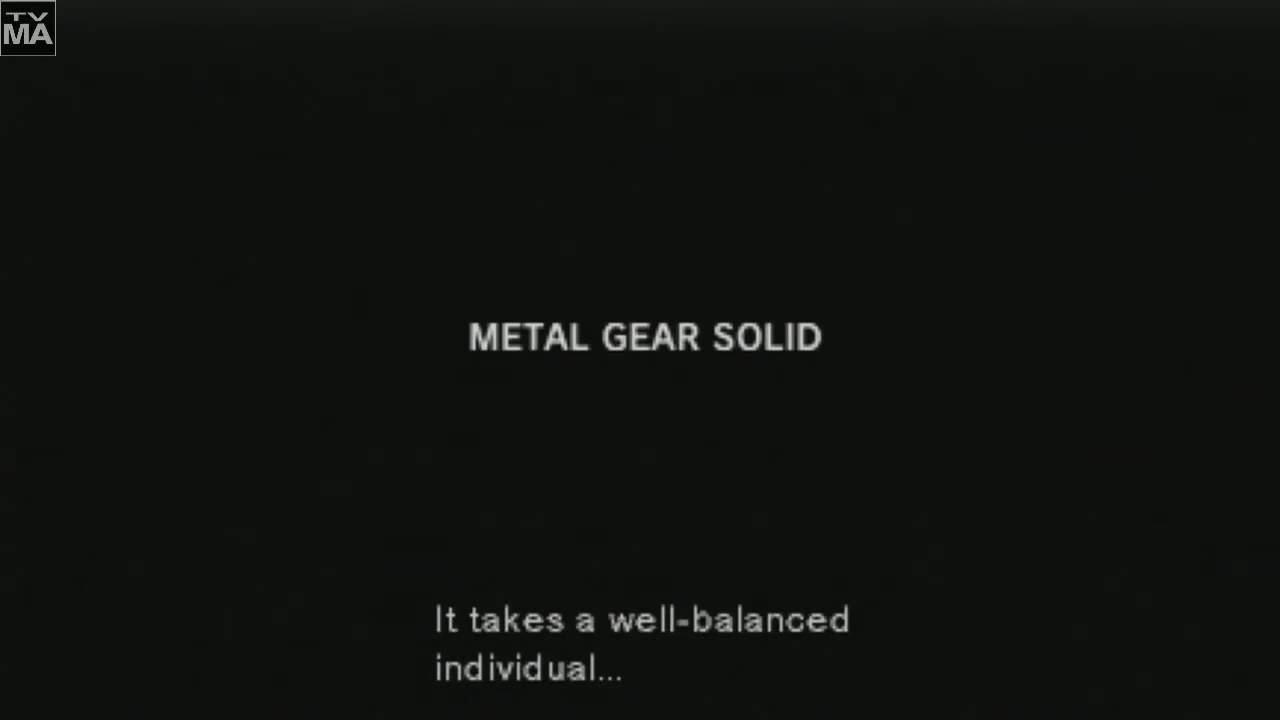 TV
MA
METAL GEAR SOLID
It takes a well-balanced
individual...